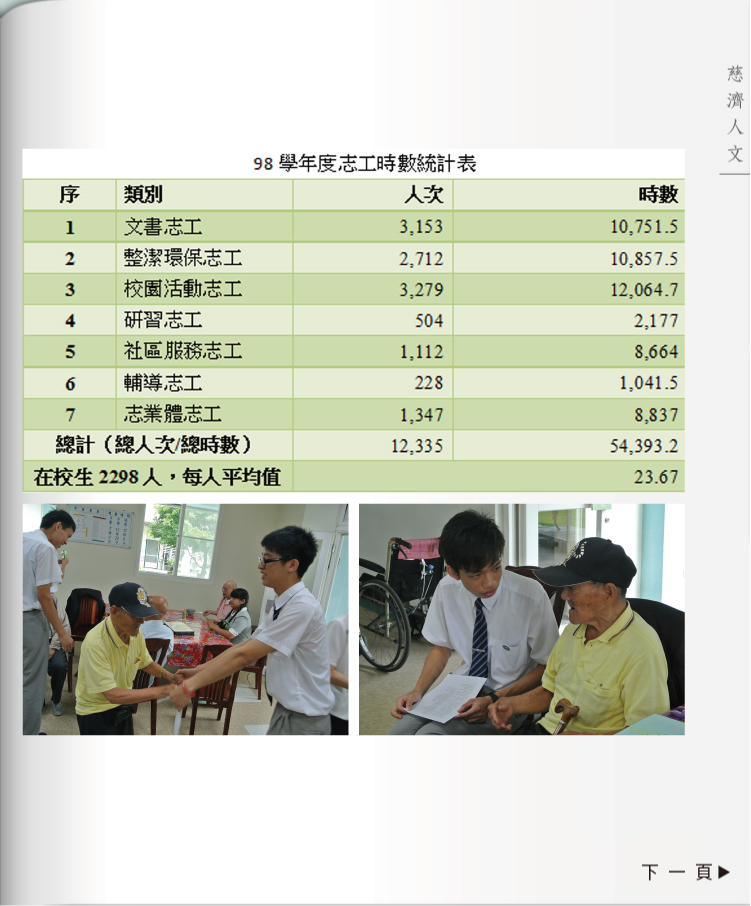 慈濟人文
98 學年度志工時數統計表
序 類別 人次 時數
1 文書志工 3,153 10,751.5
2 整潔環保志工 2,712 10,857.5
3 校園活動志工 3,279 12,064.7
4 研習志工 504 2,177
5 社區服務志工 1,112 8,664
6 輔導志工 228 1,041.5
7 志業體志工 1,347 8,837
總計（總人次/總時數） 12,335 54,393.2
在校生 2298 人，每人平均值 23.67
下一頁▶